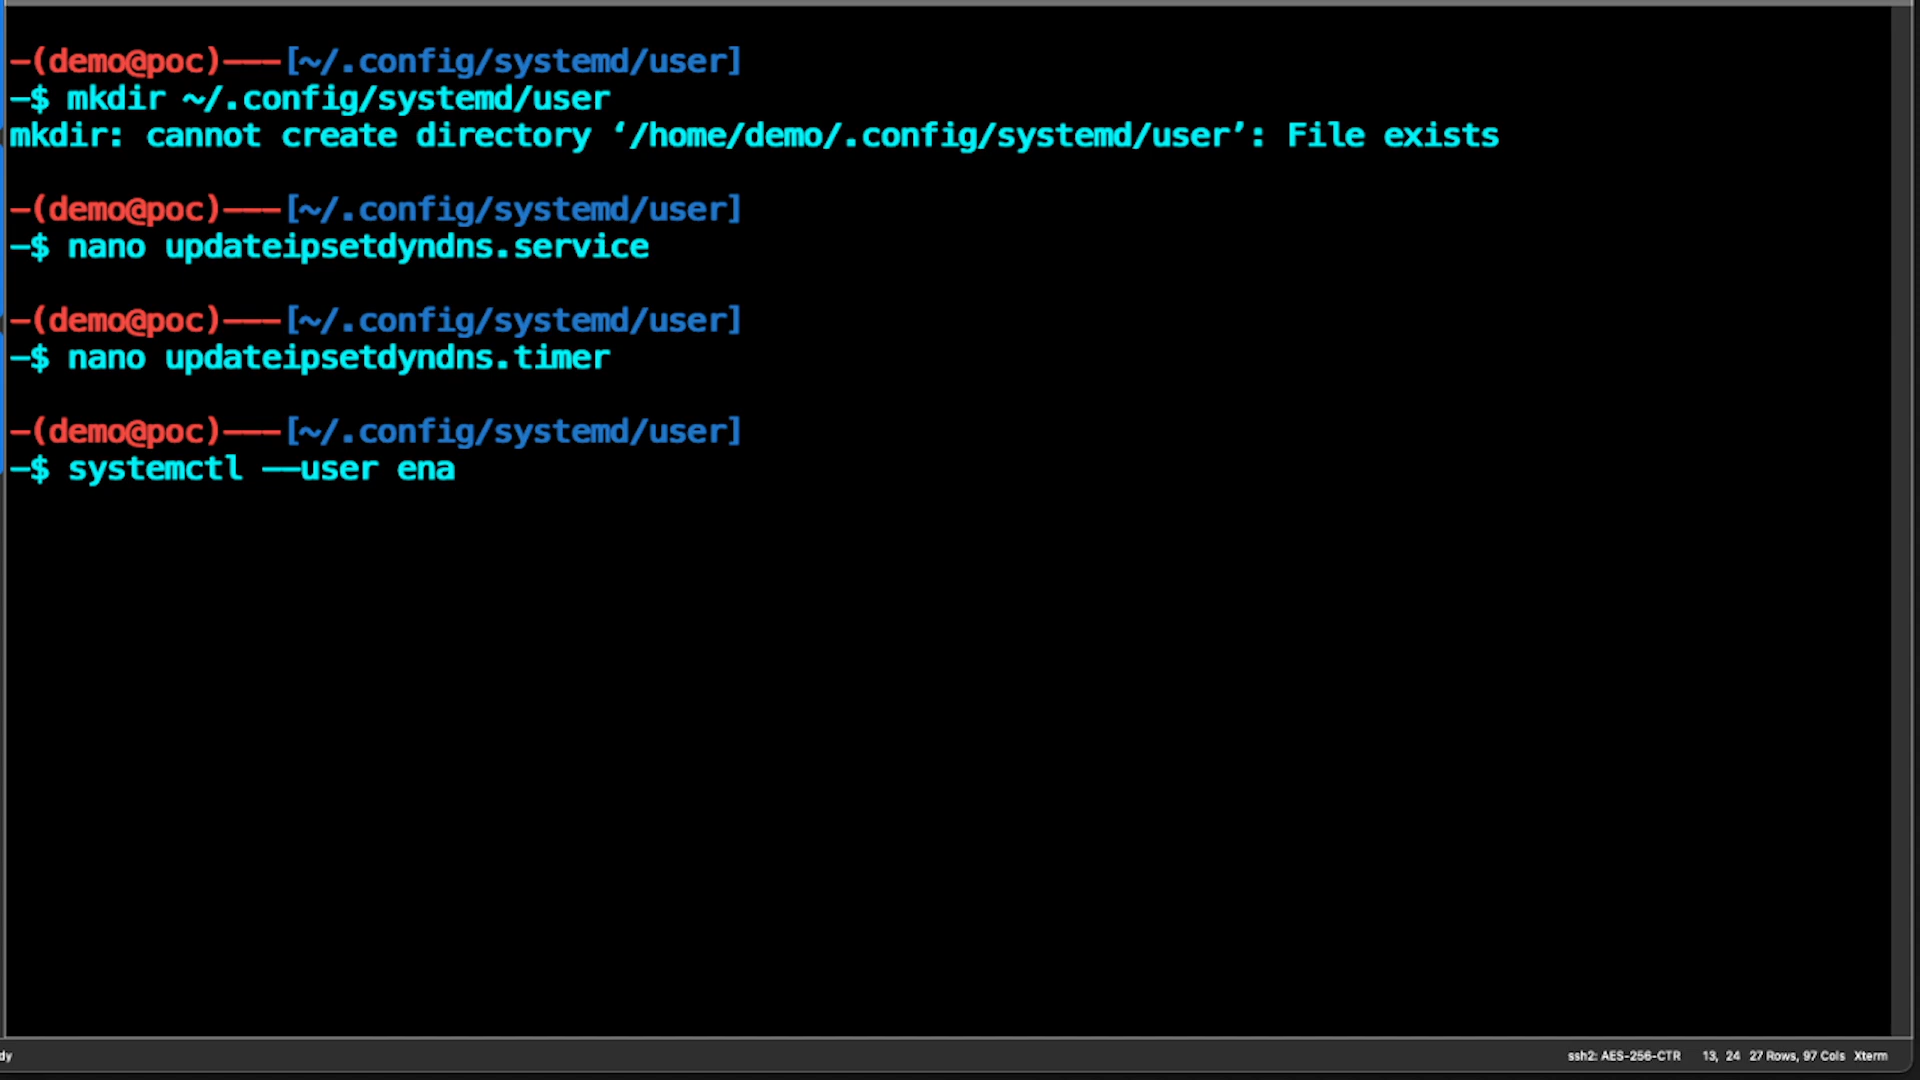 —(demo@poc)———[~/.config/systemd/user]
—$ mkdir ~/.config/systemd/user
mkdir: cannot create directory ‘/home/demo/.config/systemd/user’: File exists
—(demo@poc)———[~/.config/systemd/user]
—$ nano updateipsetdyndns.service
—(demo@poc)———[~/.config/systemd/user]
—$ nano updateipsetdyndns.timer
—(demo@poc)———[~/.config/systemd/user]
—$ systemctl --user ena
dy ssh2: AES-256-CTR 13, 24 27 Rows, 97 Cols Xterm